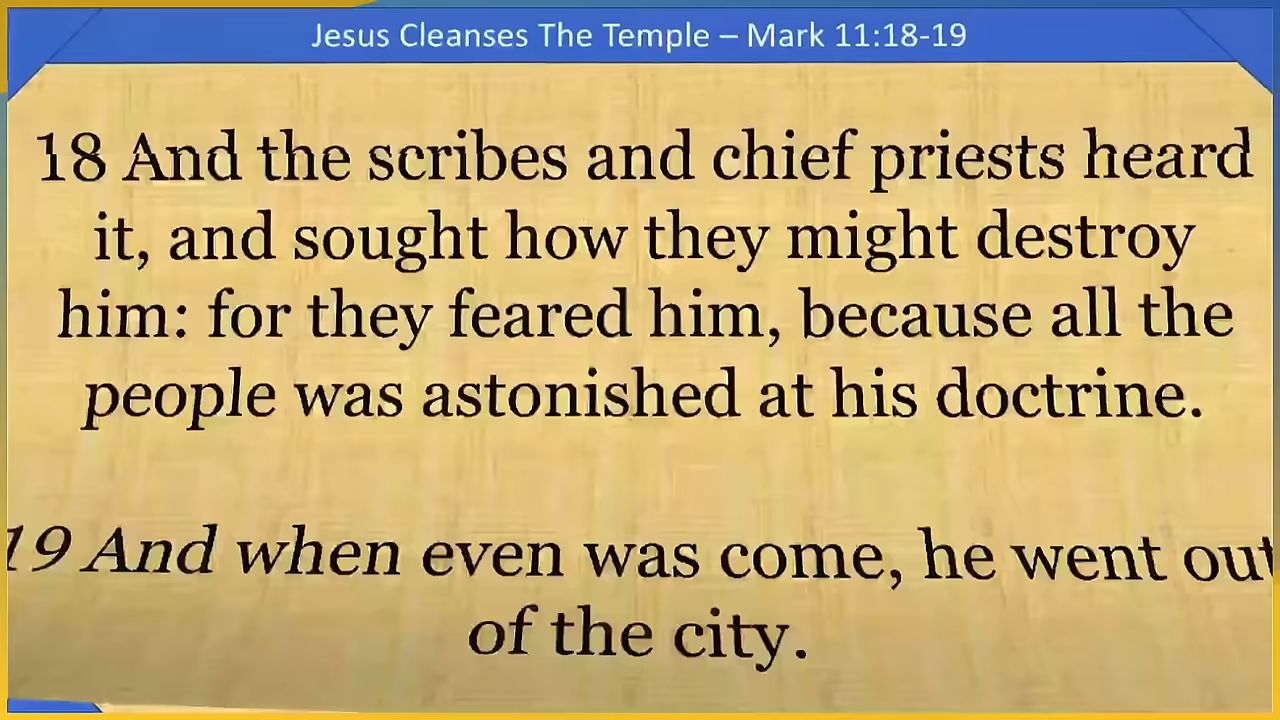 Jesus Cleanses The Temple – Mark 11:18-19
18 And the scribes and chief priests heard
it, and sought how they might destroy
him: for they feared him, because all the
people was astonished at his doctrine.
19 And when even was come, he went out
of the city.